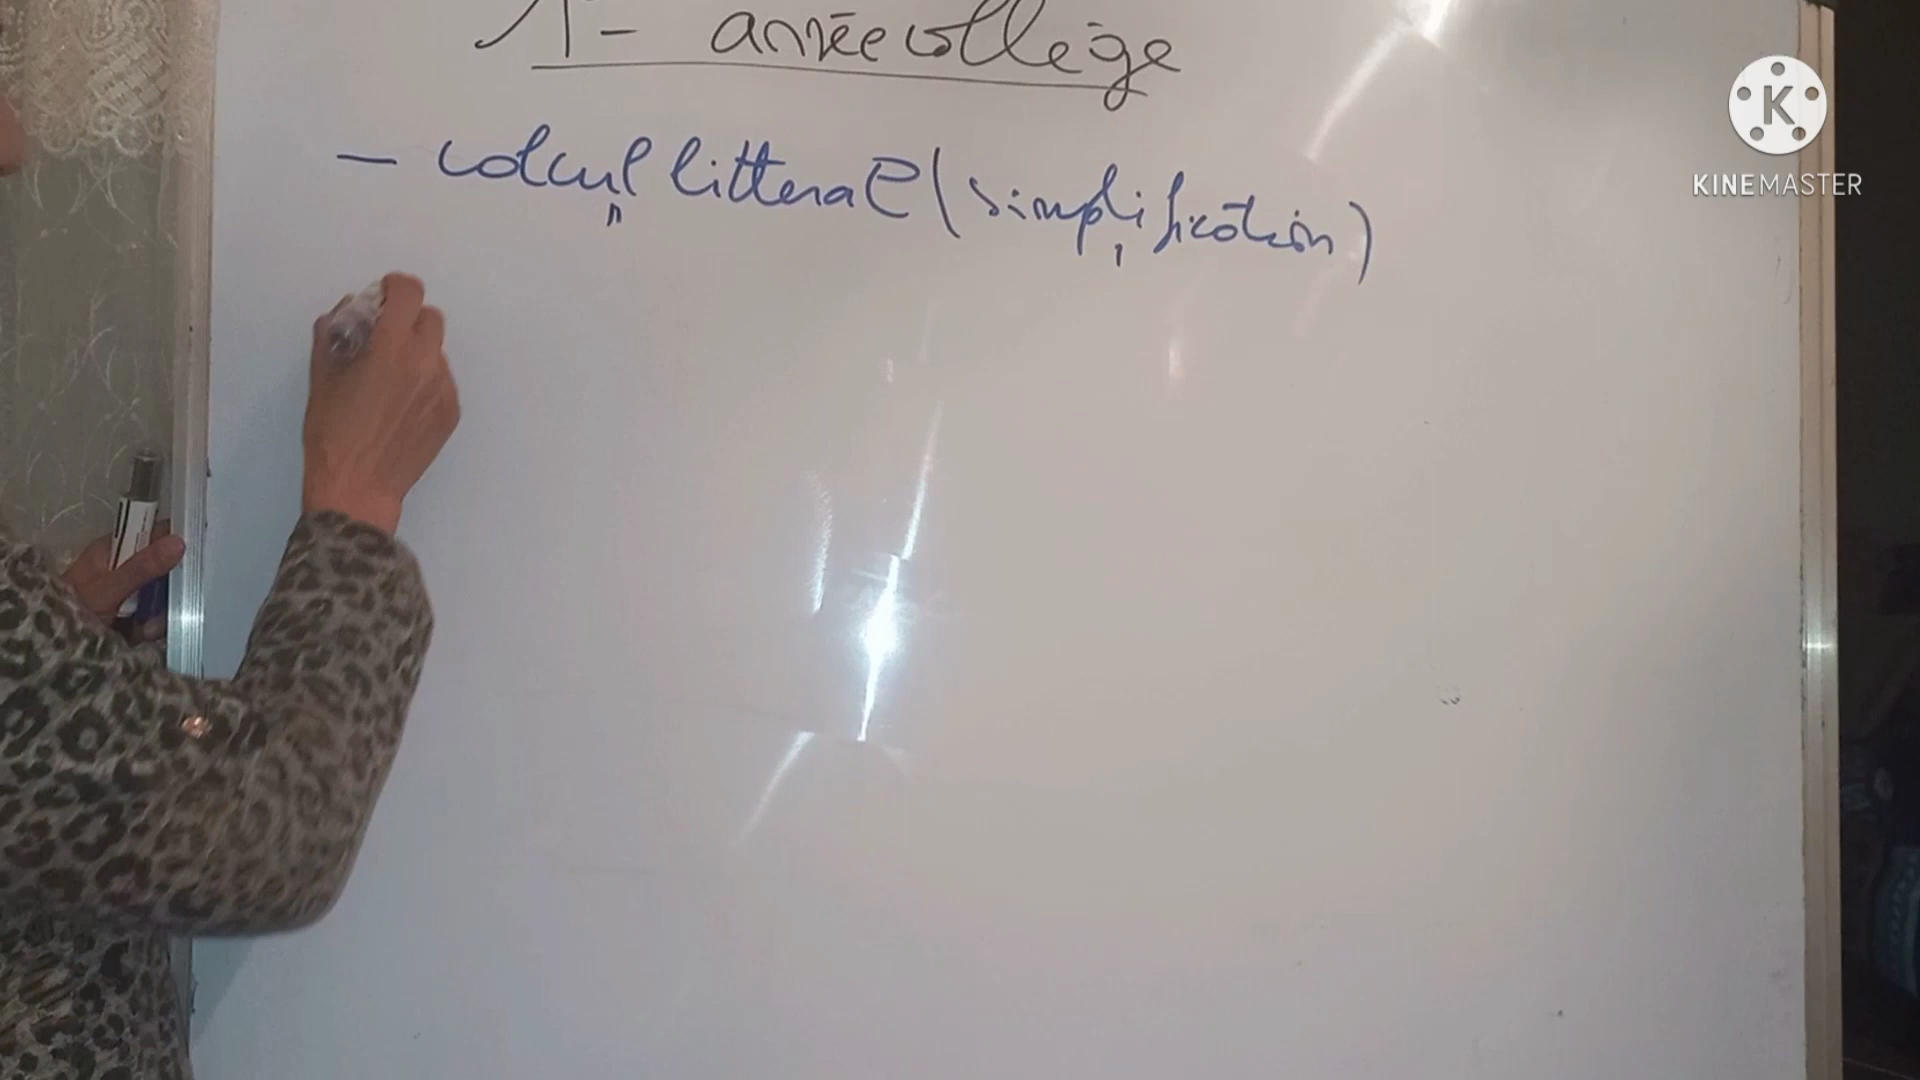 1 - année collège
- calcul littéral (simplification)
K
KINEMASTER